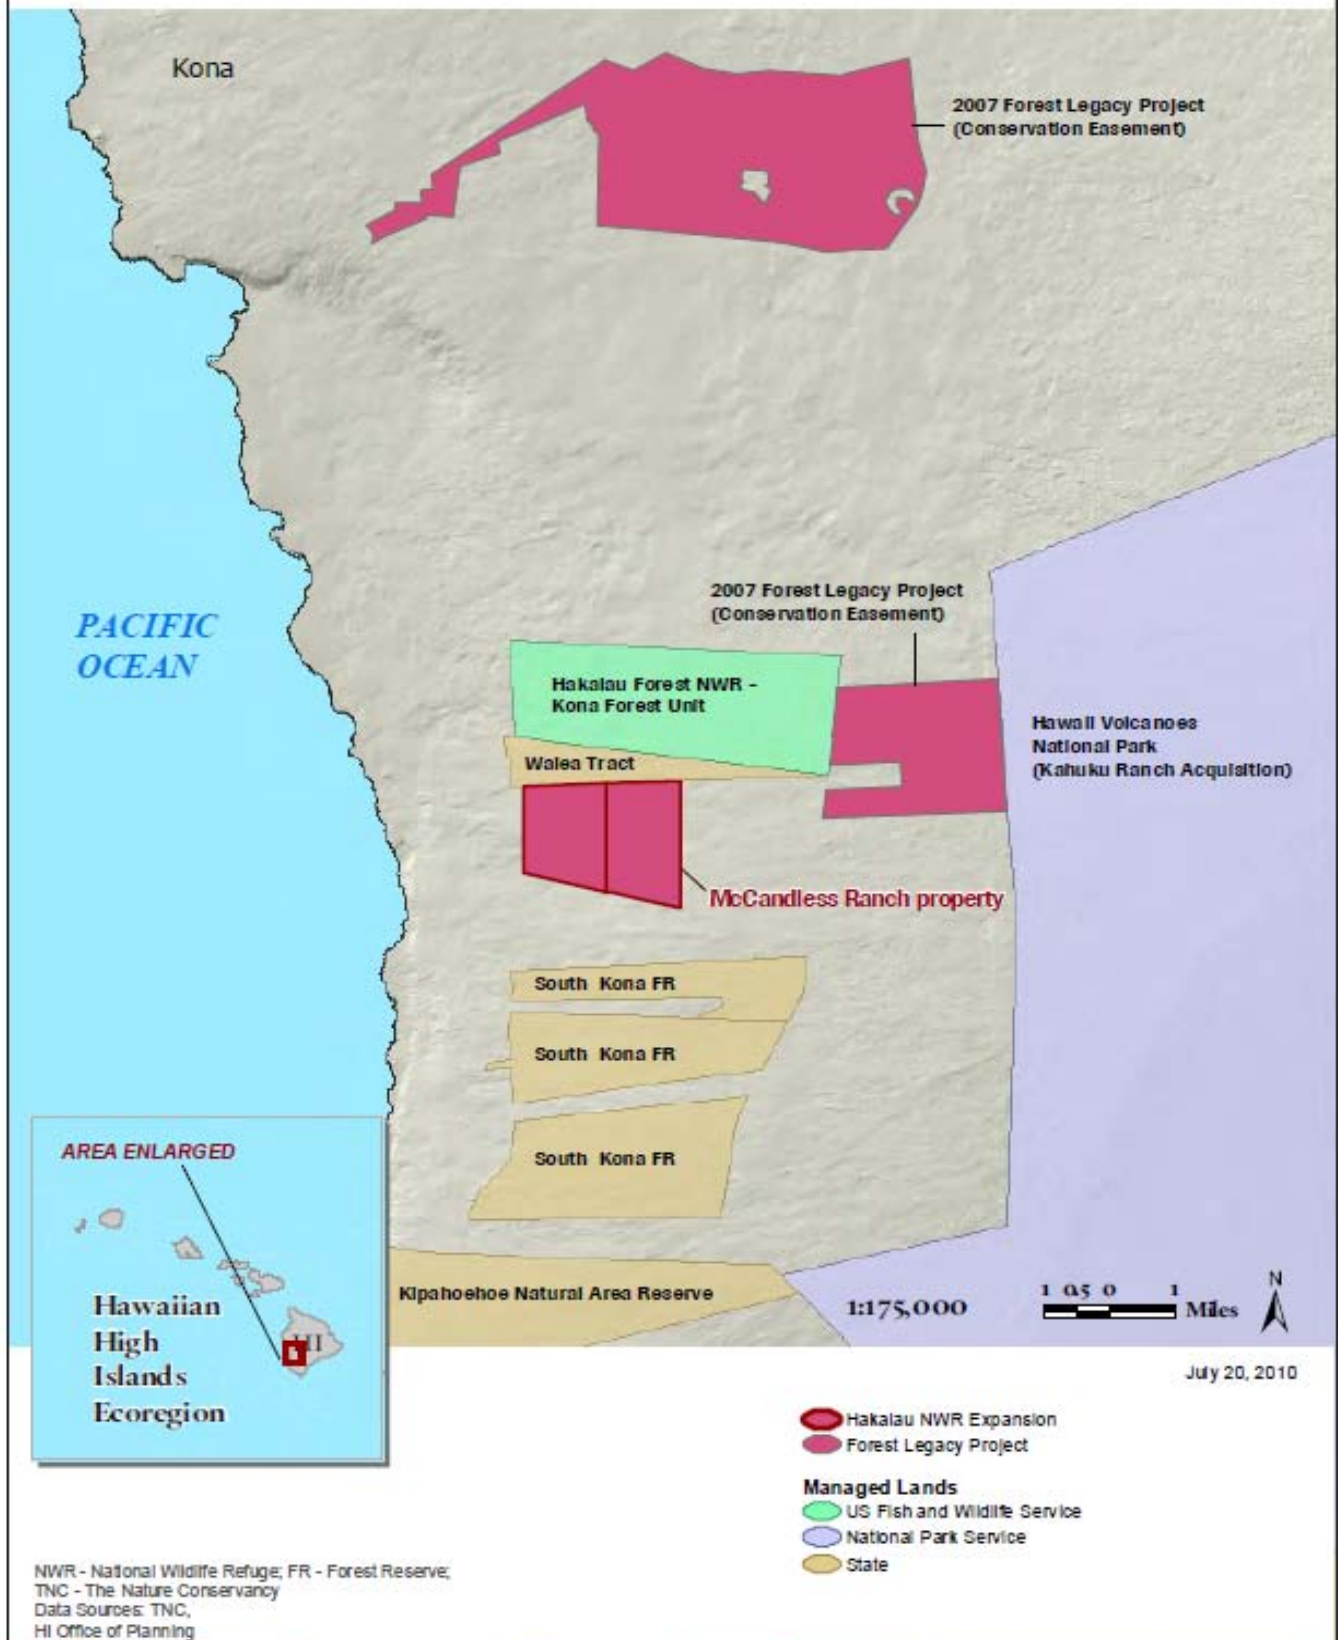 Kona
2007 Forest Legacy Project
(Conservation Easement)
2007 Forest Legacy Project
(Conservation Easement)
PACIFIC
OCEAN
Hakalau Forest NWR -
Kona Forest Unit
Hawaii Volcanoes
National Park
(Kahuku Ranch Acquisition)
Waiea Tract
McCandless Ranch property
South Kona FR
South Kona FR
South Kona FR
AREA ENLARGED
HI
Hawaiian
High
Islands
Ecoregion
Kipahoehoe Natural Area Reserve
1:175,000
1 0.5 0 1
Miles
N
July 20, 2010
Hakalau NWR Expansion
Forest Legacy Project
Managed Lands
US Fish and Wildlife Service
National Park Service
State
NWR - National Wildlife Refuge; FR - Forest Reserve;
TNC - The Nature Conservancy
Data Sources: TNC,
HI Office of Planning